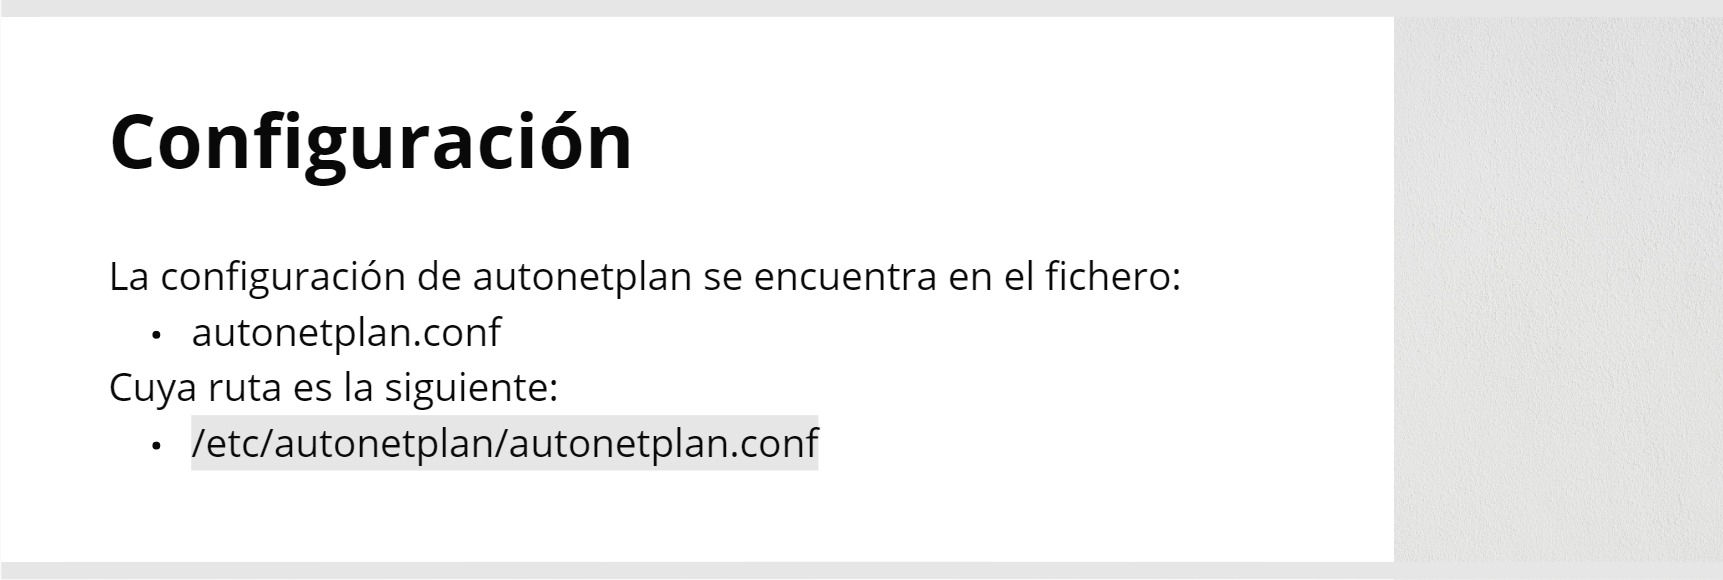 Configuración
La configuración de autonetplan se encuentra en el fichero:
• autonetplan.conf
Cuya ruta es la siguiente:
• /etc/autonetplan/autonetplan.conf